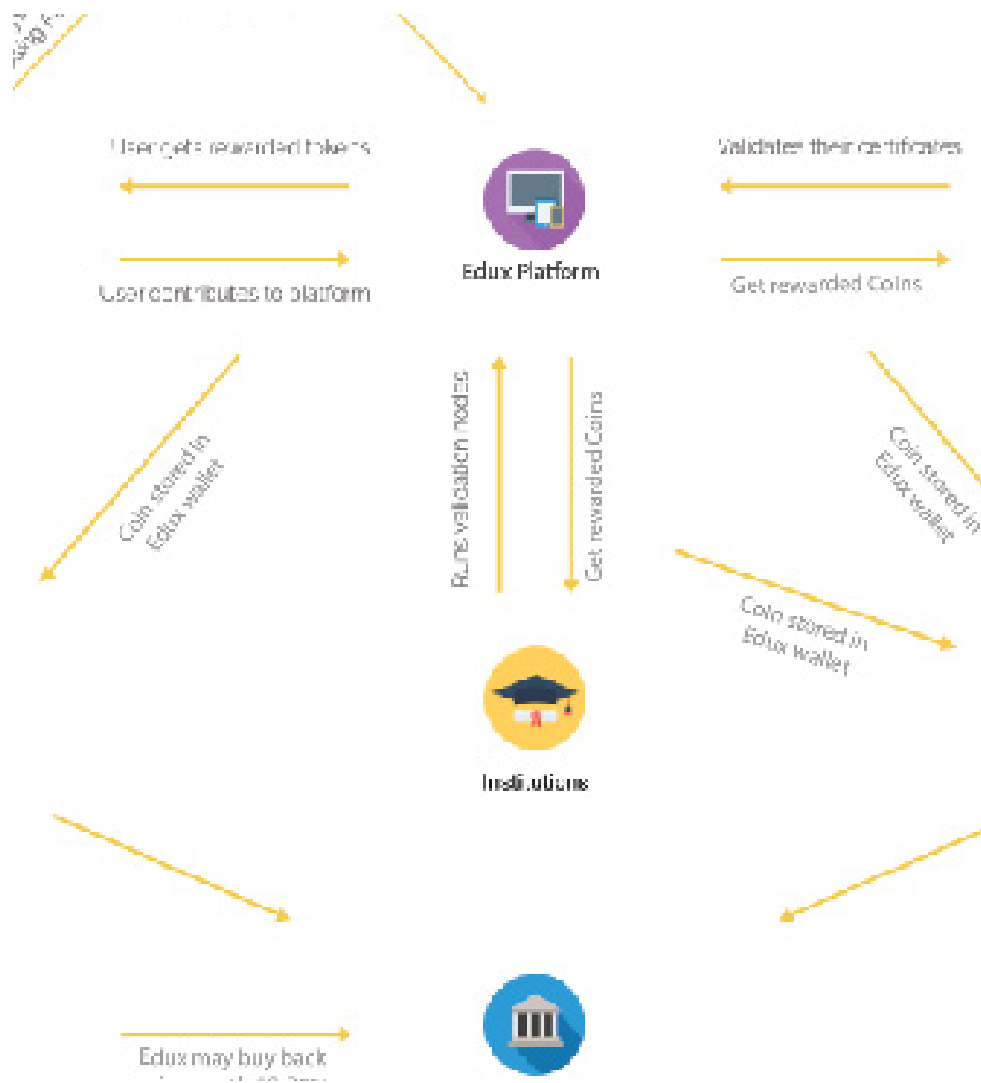 User gets rewarded tokens
Validates their certificates
Edux Platform
User contributes to platform
Get rewarded Coins
Runs validation nodes
Get rewarded Coins
Coin stored in
Edux wallet
Coin stored in
Edux wallet
Coin stored in
Edux wallet
Institutions
Edux may buy back